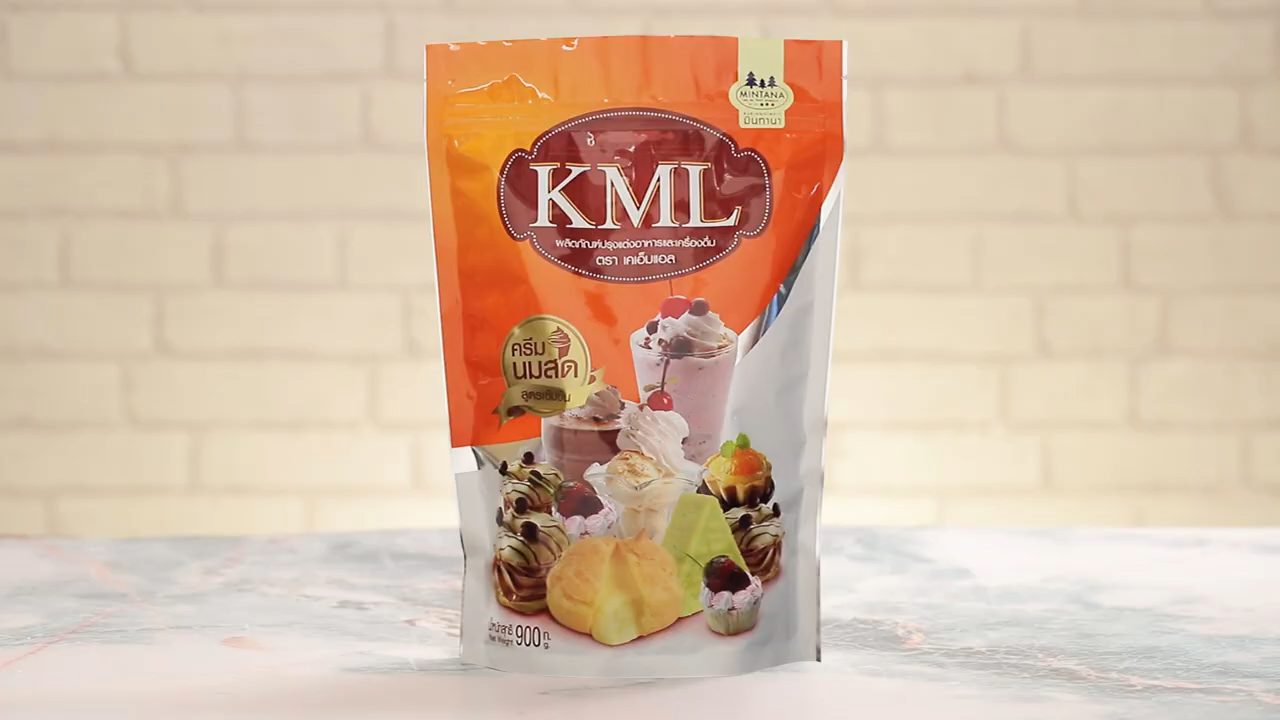 MINTANA
มินทานา
KML
ผลิตภัณฑ์ปรุงแต่งอาหารและเครื่องดื่ม
ตรา เคเอ็มแอล
ครีม
นมสด
สูตรเข้มข้น
น้ำหนักสุทธิ 900 ก.
Net Weight g.